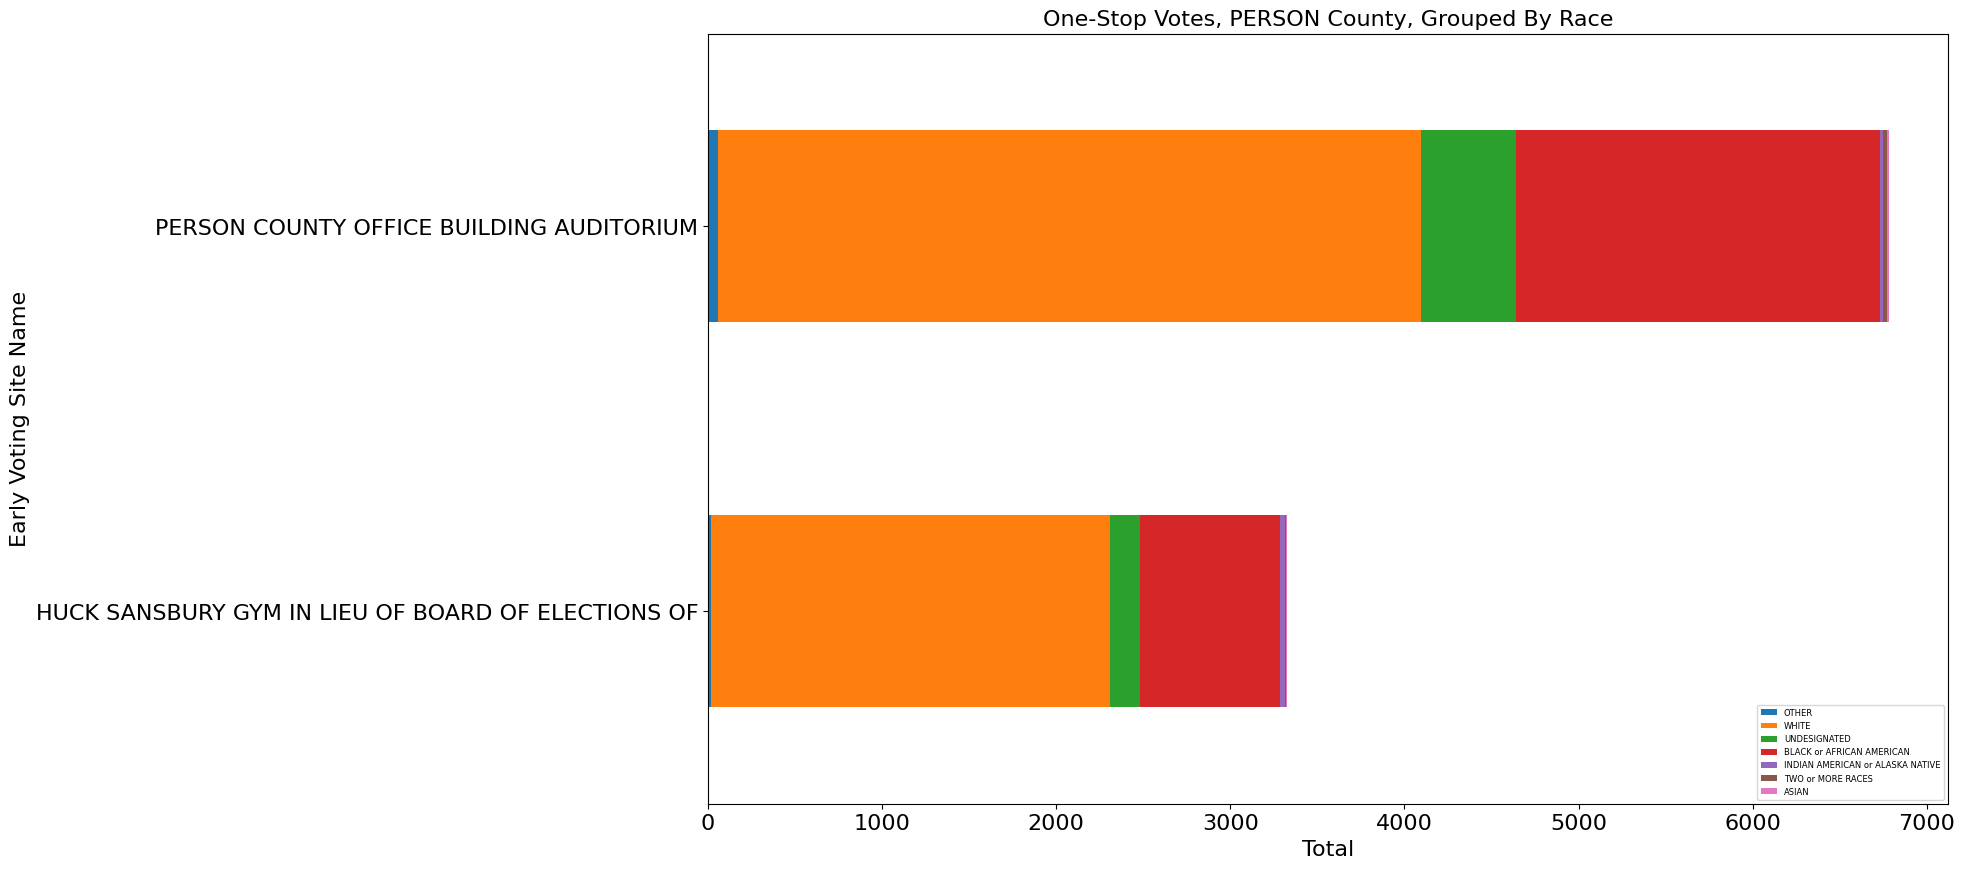 One-Stop Votes, PERSON County, Grouped By Race
Early Voting Site Name
PERSON COUNTY OFFICE BUILDING AUDITORIUM
HUCK SANSBURY GYM IN LIEU OF BOARD OF ELECTIONS OF
OTHER
WHITE
UNDESIGNATED
BLACK or AFRICAN AMERICAN
INDIAN AMERICAN or ALASKA NATIVE
TWO or MORE RACES
ASIAN
0 1000 2000 3000 4000 5000 6000 7000
Total